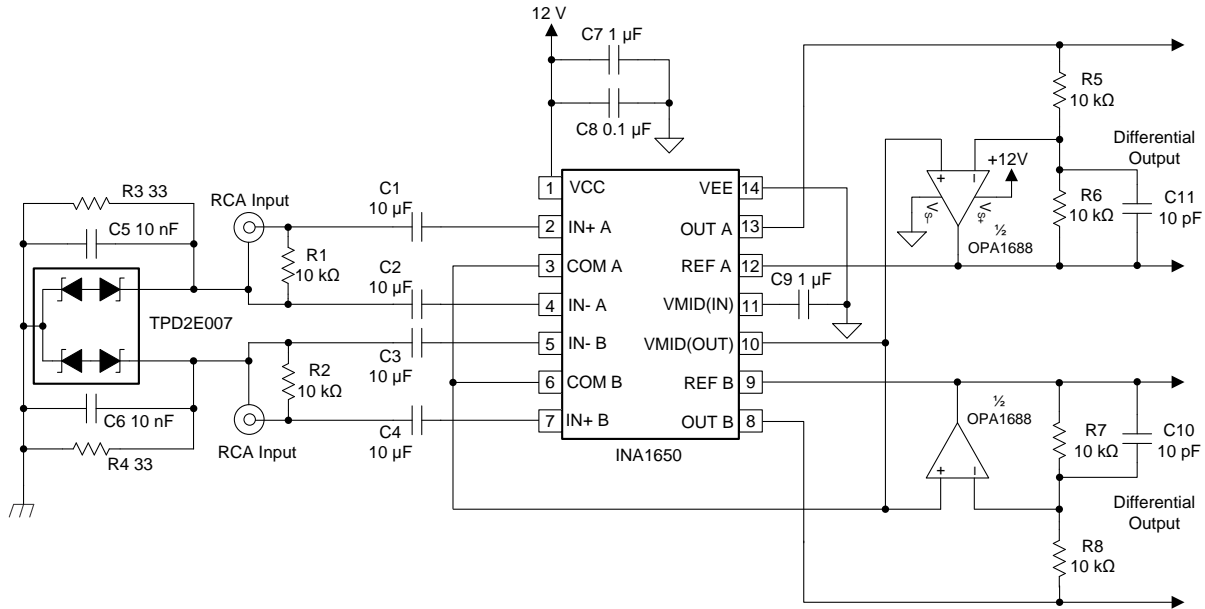 12 V
C7 1 µF
C8 0.1 µF
R5
10 kΩ
Differential
Output
+12V
+
−
VS-
VS+
½
OPA1688
R6
10 kΩ
C11
10 pF
R3 33
C5 10 nF
RCA Input
R1
10 kΩ
C1
10 µF
C2
10 µF
TPD2E007
C3
10 µF
R2
10 kΩ
C6 10 nF
R4 33
RCA Input
C4
10 µF
1 VCC
2 IN+ A
3 COM A
4 IN- A
5 IN- B
6 COM B
7 IN+ B
VEE 14
OUT A 13
REF A 12
VMID(IN) 11
VMID(OUT) 10
REF B 9
OUT B 8
INA1650
C9 1 µF
½
OPA1688
+
−
R7
10 kΩ
C10
10 pF
Differential
Output
R8
10 kΩ